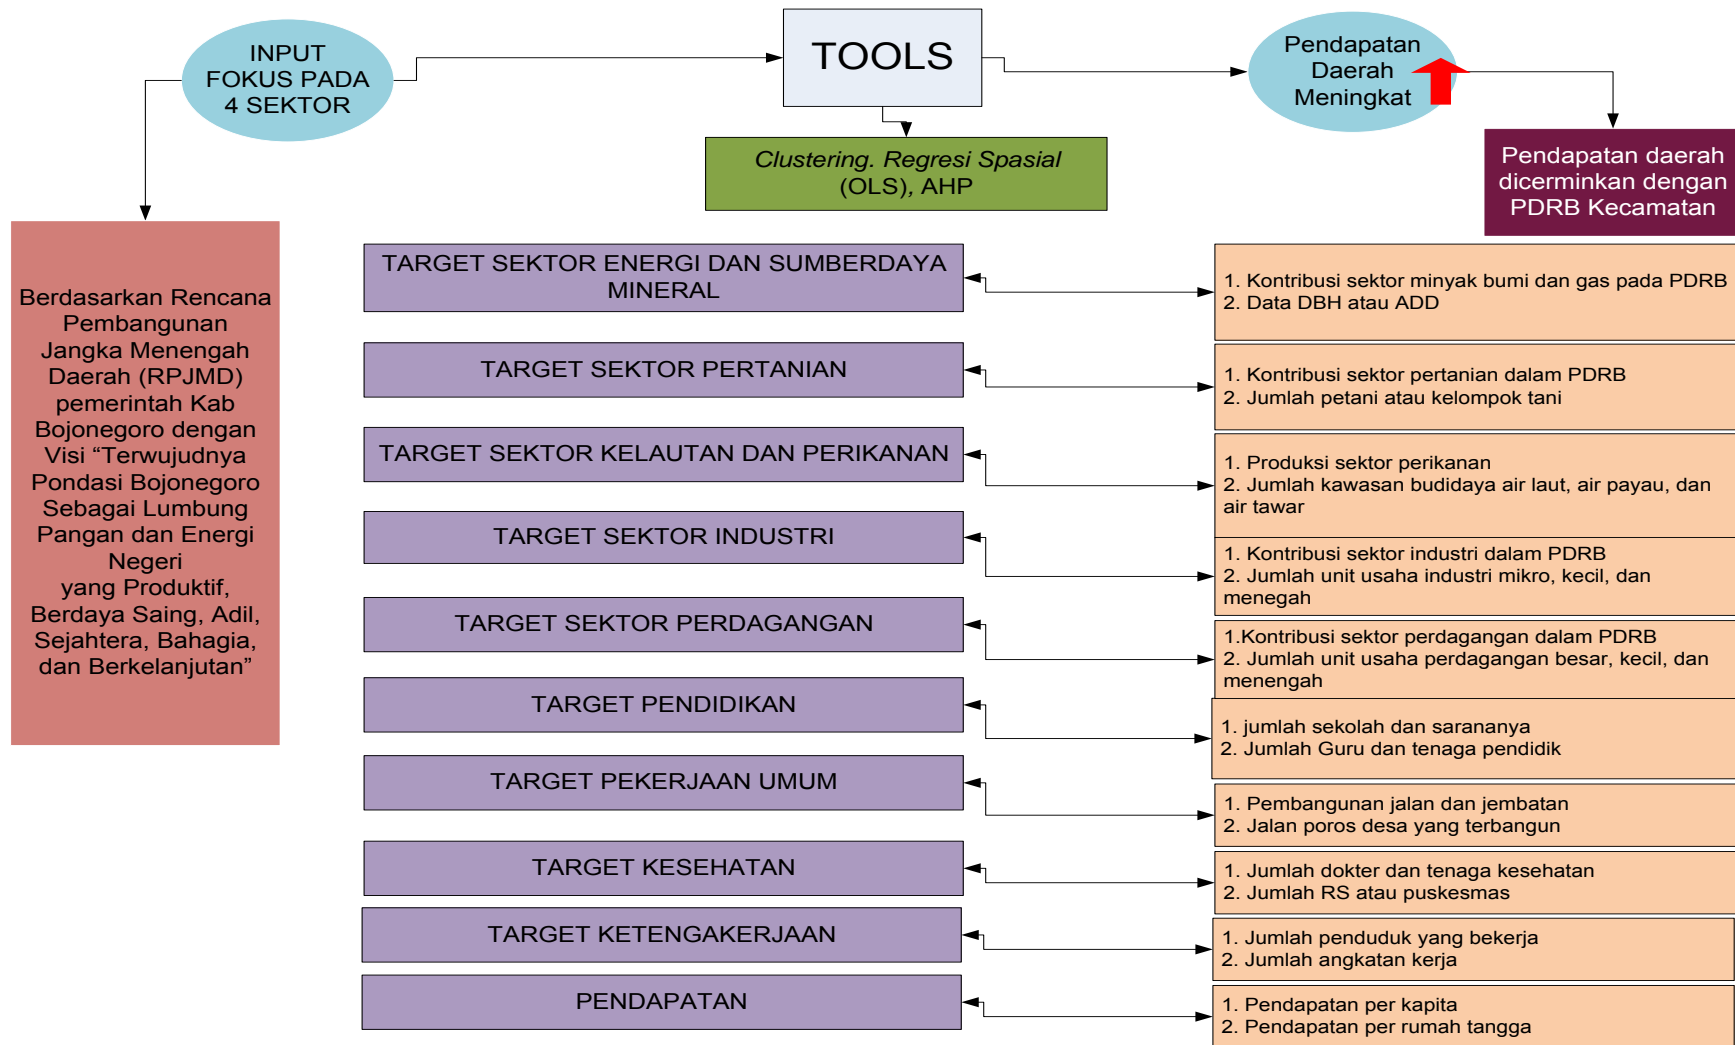 INPUT
FOKUS PADA
4 SEKTOR
TOOLS
Pendapatan
Daerah
Meningkat
Clustering. Regresi Spasial
(OLS), AHP
Pendapatan daerah
dicerminkan dengan
PDRB Kecamatan
Berdasarkan Rencana
Pembangunan
Jangka Menengah
Daerah (RPJMD)
pemerintah Kab
Bojonegoro dengan
Visi “Terwujudnya
Pondasi Bojonegoro
Sebagai Lumbung
Pangan dan Energi
Negeri
yang Produktif,
Berdaya Saing, Adil,
Sejahtera, Bahagia,
dan Berkelanjutan”
TARGET SEKTOR ENERGI DAN SUMBERDAYA
MINERAL
1. Kontribusi sektor minyak bumi dan gas pada PDRB
2. Data DBH atau ADD
TARGET SEKTOR PERTANIAN
1. Kontribusi sektor pertanian dalam PDRB
2. Jumlah petani atau kelompok tani
TARGET SEKTOR KELAUTAN DAN PERIKANAN
1. Produksi sektor perikanan
2. Jumlah kawasan budidaya air laut, air payau, dan
air tawar
TARGET SEKTOR INDUSTRI
1. Kontribusi sektor industri dalam PDRB
2. Jumlah unit usaha industri mikro, kecil, dan
menegah
TARGET SEKTOR PERDAGANGAN
1.Kontribusi sektor perdagangan dalam PDRB
2. Jumlah unit usaha perdagangan besar, kecil, dan
menengah
TARGET PENDIDIKAN
1. jumlah sekolah dan sarananya
2. Jumlah Guru dan tenaga pendidik
TARGET PEKERJAAN UMUM
1. Pembangunan jalan dan jembatan
2. Jalan poros desa yang terbangun
TARGET KESEHATAN
1. Jumlah dokter dan tenaga kesehatan
2. Jumlah RS atau puskesmas
TARGET KETENGAKERJAAN
1. Jumlah penduduk yang bekerja
2. Jumlah angkatan kerja
PENDAPATAN
1. Pendapatan per kapita
2. Pendapatan per rumah tangga